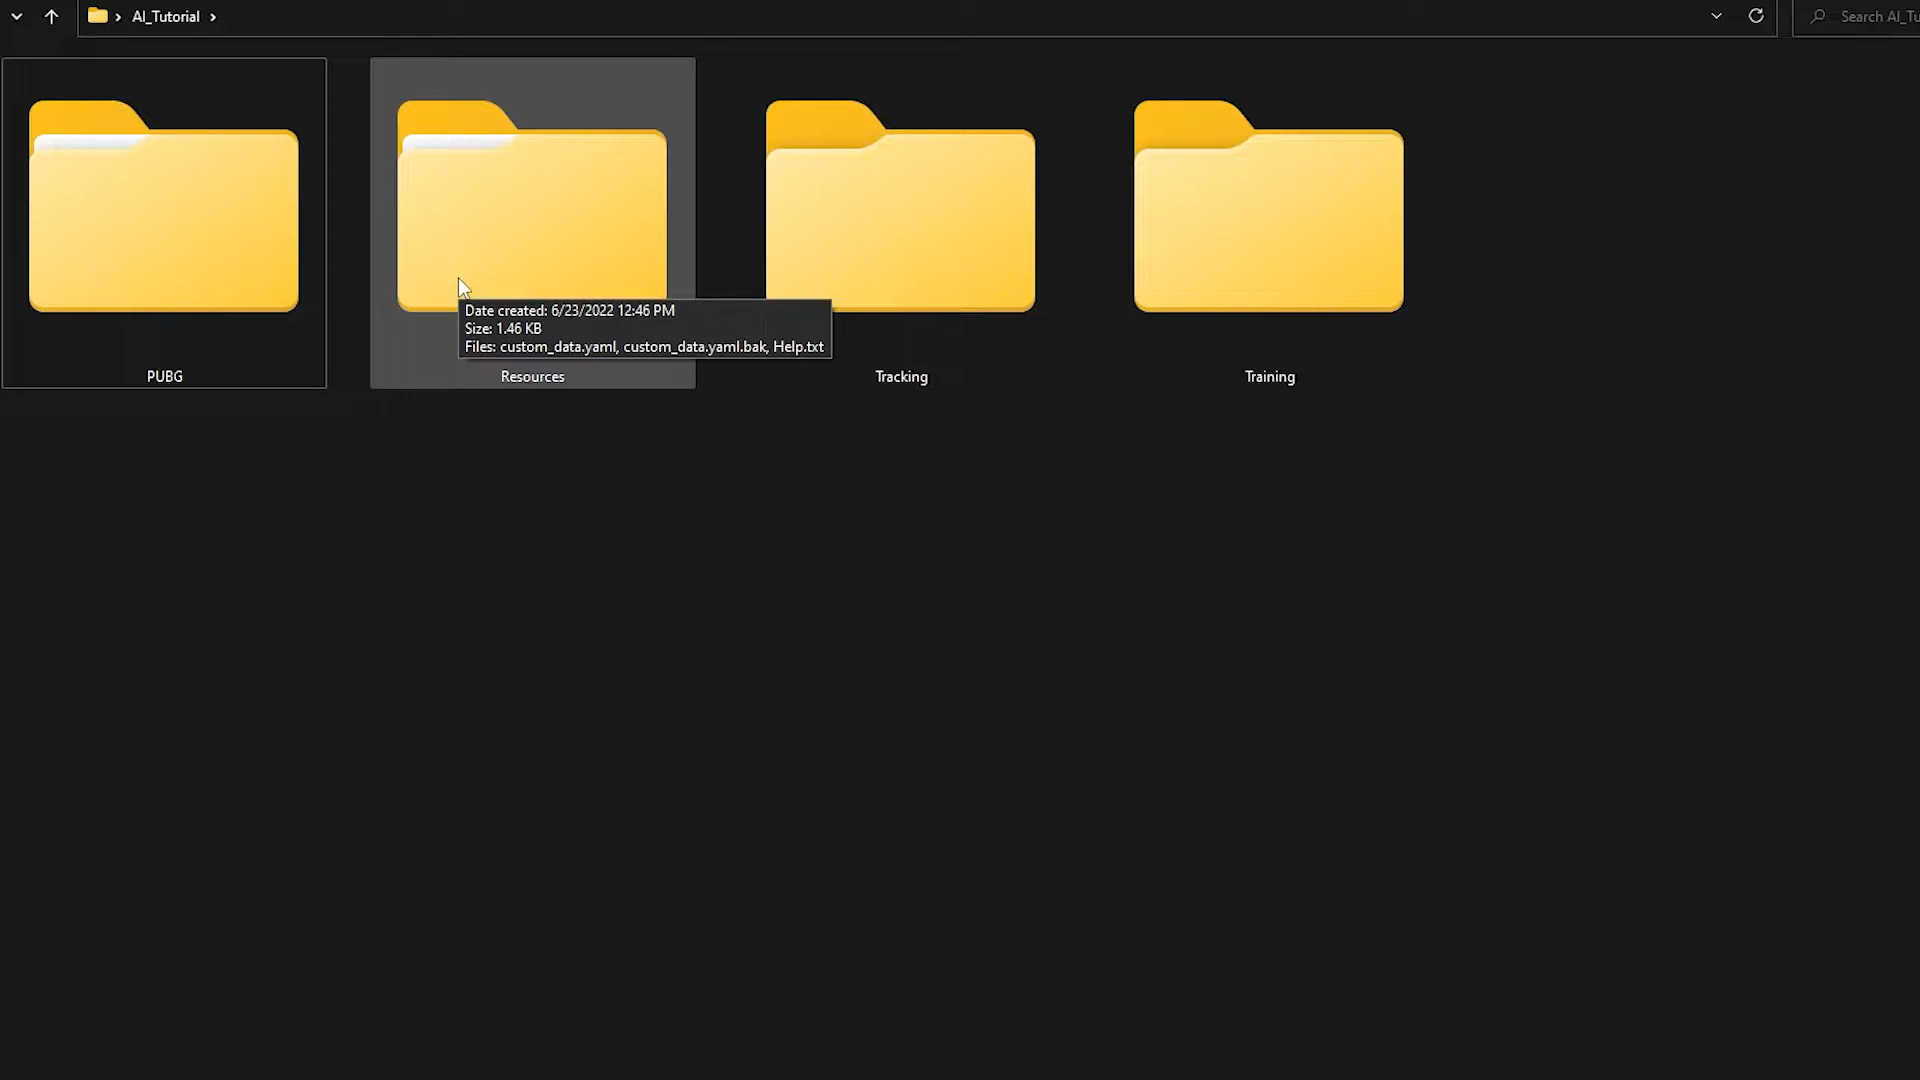 AI_Tutorial
Search AI_Tu
Date created: 6/23/2022 12:46 PM
Size: 1.46 KB
Files: custom_data.yaml, custom_data.yaml.bak, Help.txt
PUBG
Resources
Tracking
Training